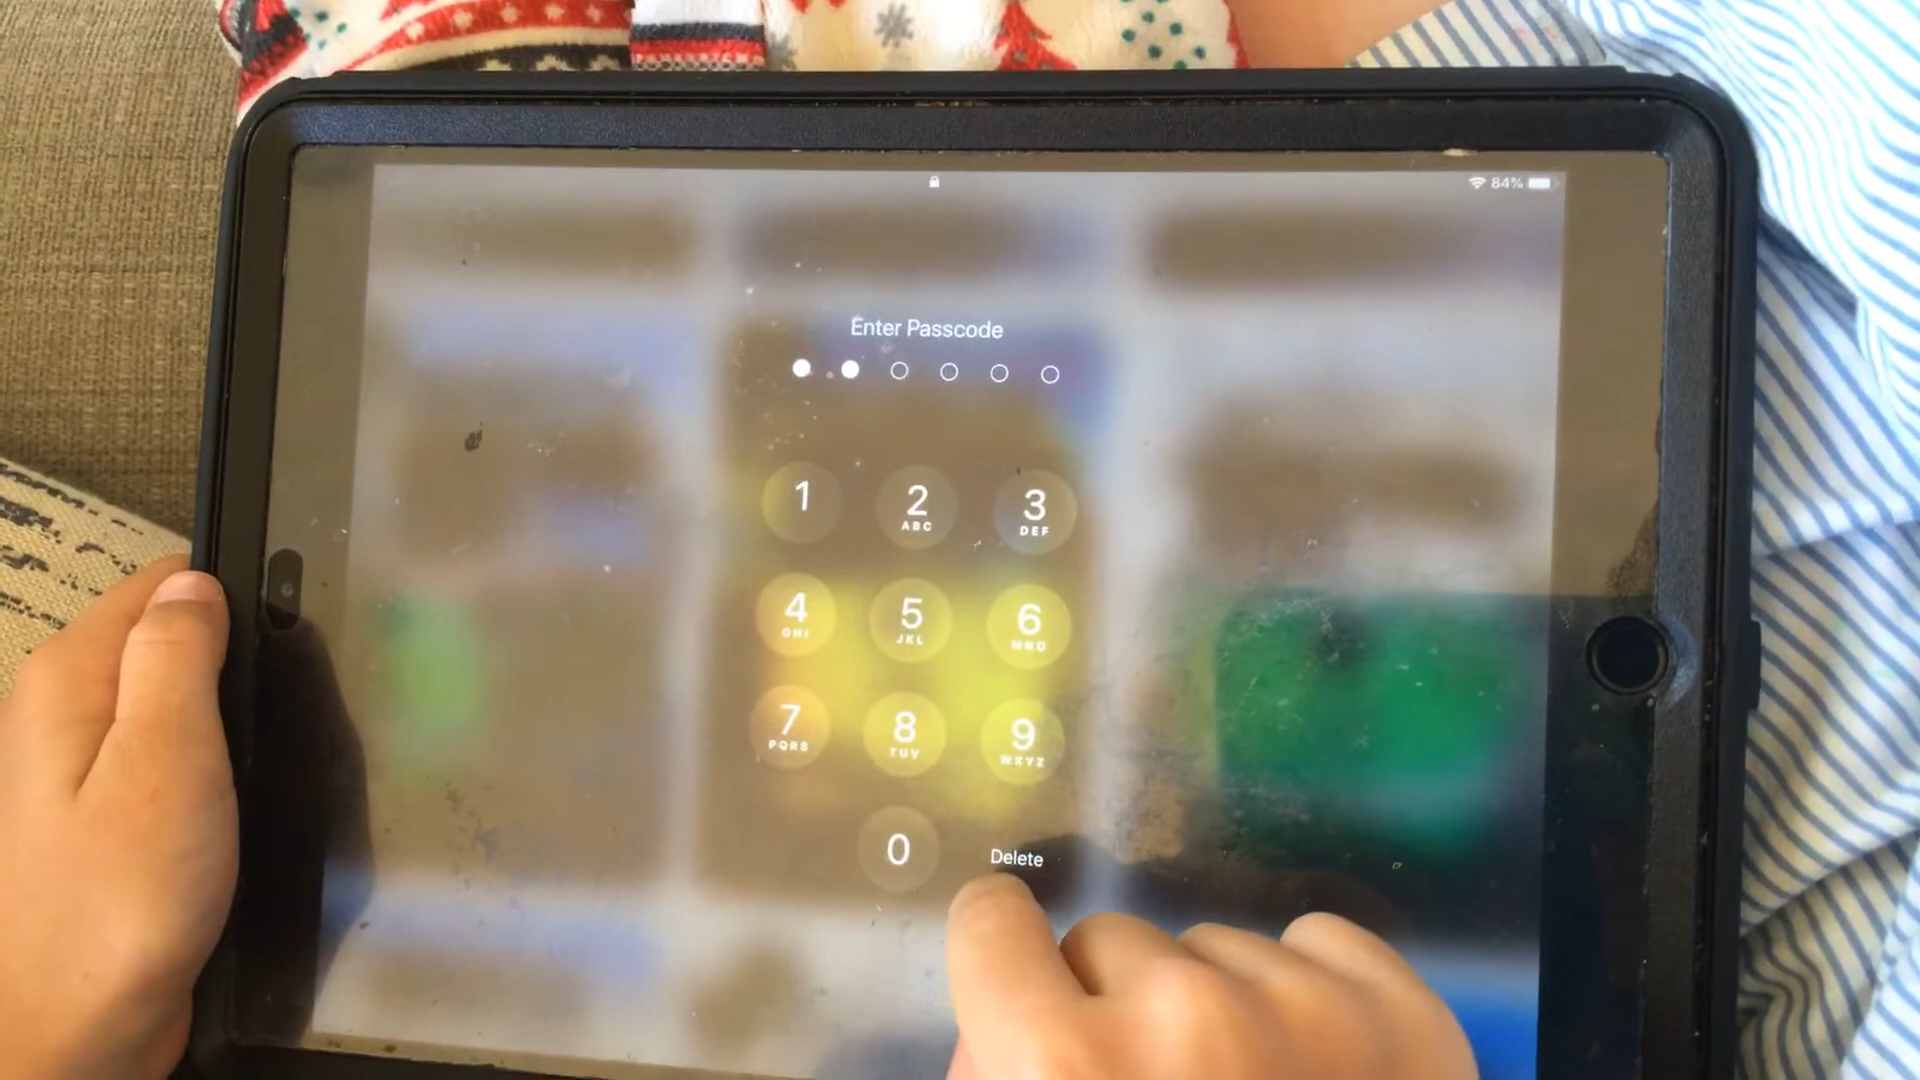 84%
Enter Passcode
1 2 3
ABC DEF
4 5 6
GHI JKL MNO
7 8 9
PQRS TUV WXYZ
0 Delete